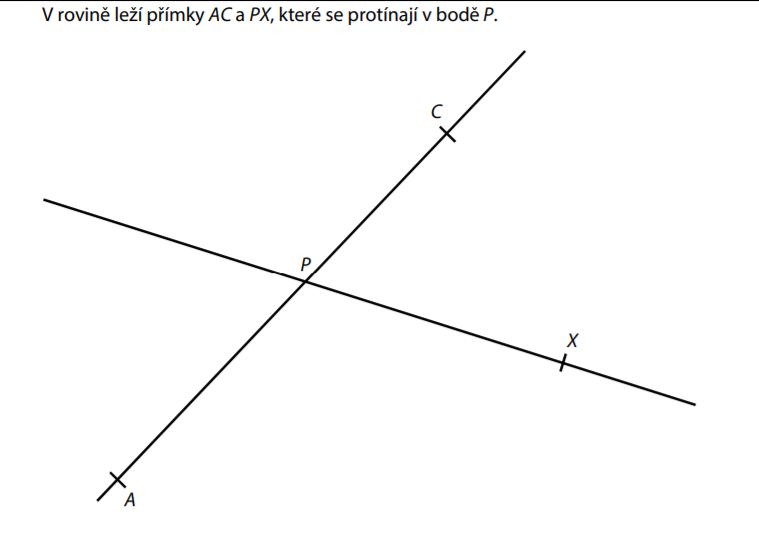 V rovině leží přímky AC a PX, které se protínají v bodě P.
C
P
X
A